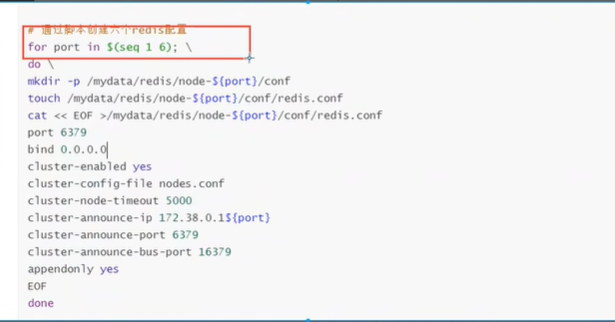 # 通过脚本创建六个redis配置
for port in $(seq 1 6); \
do \
mkdir -p /mydata/redis/node-${port}/conf
touch /mydata/redis/node-${port}/conf/redis.conf
cat << EOF >/mydata/redis/node-${port}/conf/redis.conf
port 6379
bind 0.0.0.0
cluster-enabled yes
cluster-config-file nodes.conf
cluster-node-timeout 5000
cluster-announce-ip 172.38.0.1${port}
cluster-announce-port 6379
cluster-announce-bus-port 16379
appendonly yes
EOF
done